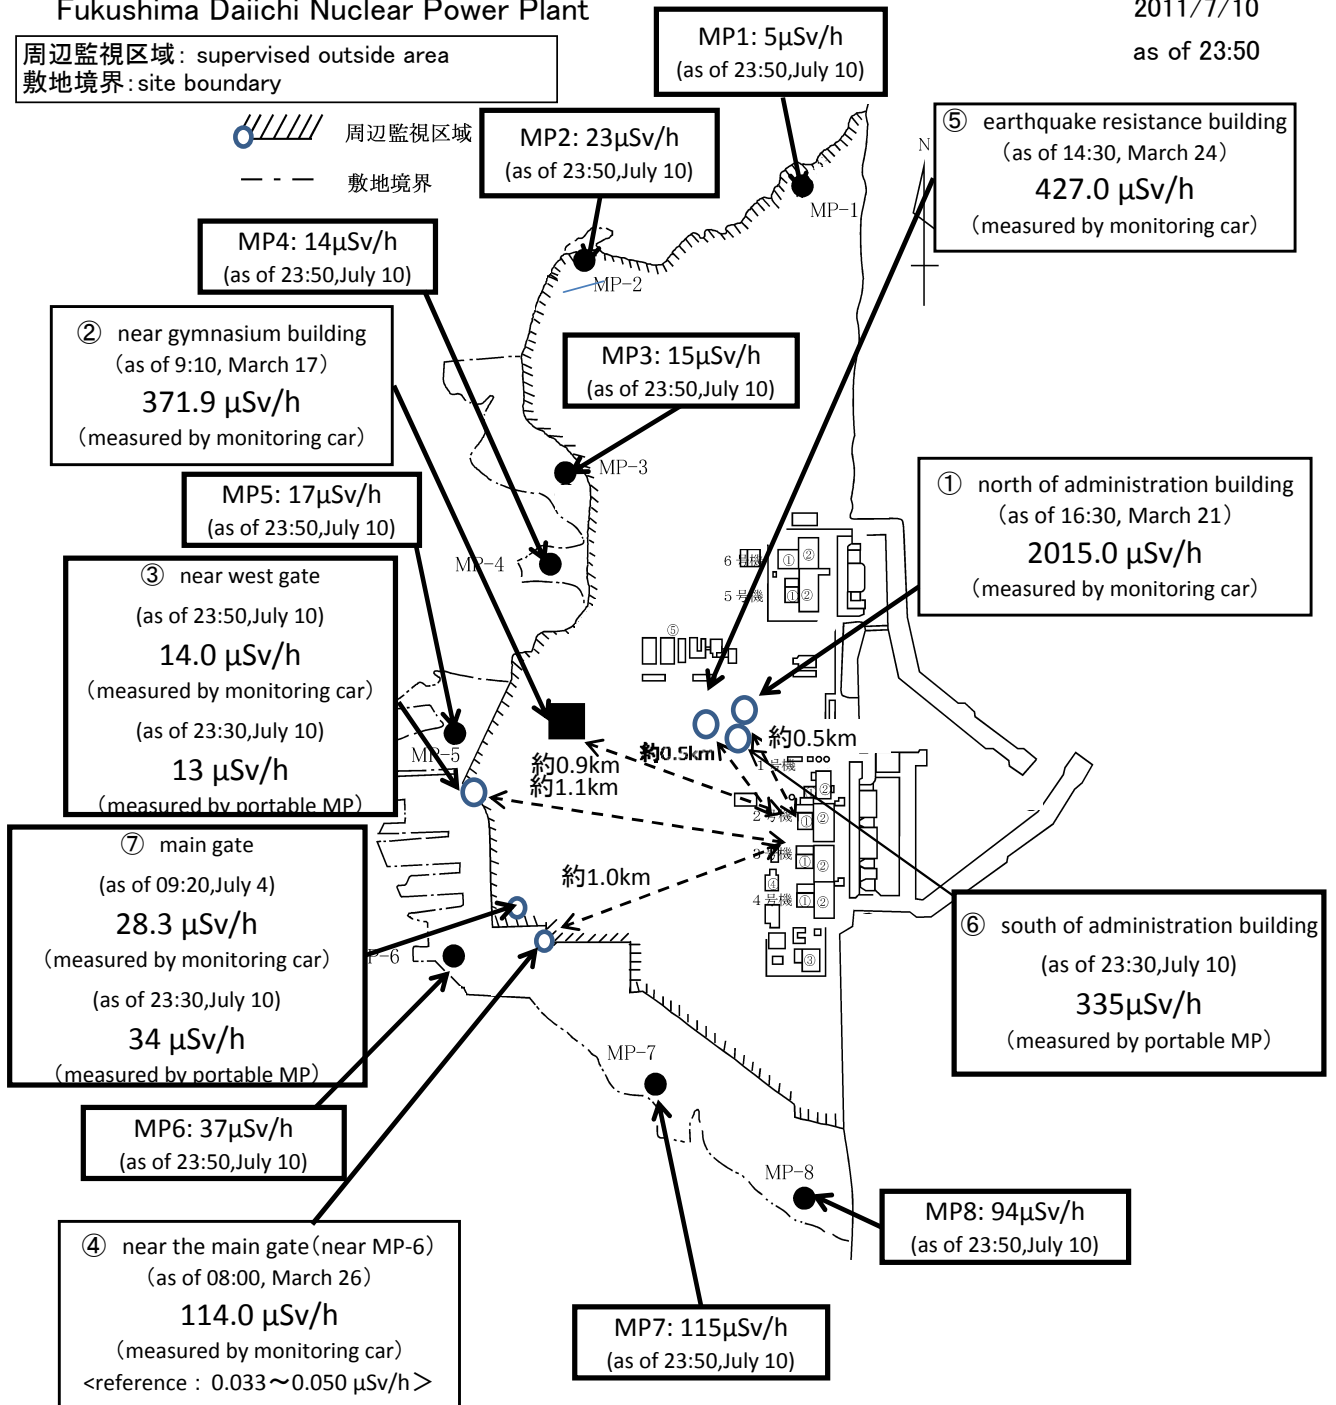 Fukushima Daiichi Nuclear Power Plant
2011/7/10
as of 23:50
周辺監視区域: supervised outside area
敷地境界:site boundary
周辺監視区域
敷地境界
MP1: 5μSv/h
(as of 23:50,July 10)
MP2: 23μSv/h
(as of 23:50,July 10)
⑤ earthquake resistance building
(as of 14:30, March 24)
427.0 μSv/h
(measured by monitoring car)
N
MP-1
MP4: 14μSv/h
(as of 23:50,July 10)
MP-2
② near gymnasium building
(as of 9:10, March 17)
371.9 μSv/h
(measured by monitoring car)
MP3: 15μSv/h
(as of 23:50,July 10)
MP-3
MP5: 17μSv/h
(as of 23:50,July 10)
① north of administration building
(as of 16:30, March 21)
2015.0 μSv/h
(measured by monitoring car)
MP-4
6号機
① ②
5号機
① ②
⑤
③ near west gate
(as of 23:50,July 10)
14.0 μSv/h
(measured by monitoring car)
(as of 23:30,July 10)
13 μSv/h
(measured by portable MP)
MP-5
約0.9km
約1.1km
約0.5km
約0.5km
1号機
②
2号機
① ②
3号機
① ②
④
4号機
① ②
③
約1.0km
⑦ main gate
(as of 09:20,July 4)
28.3 μSv/h
(measured by monitoring car)
(as of 23:30,July 10)
34 μSv/h
(measured by portable MP)
P-6
⑥ south of administration building
(as of 23:30,July 10)
335μSv/h
(measured by portable MP)
MP-7
MP6: 37μSv/h
(as of 23:50,July 10)
MP-8
MP8: 94μSv/h
(as of 23:50,July 10)
④ near the main gate(near MP-6)
(as of 08:00, March 26)
114.0 μSv/h
(measured by monitoring car)
<reference : 0.033～0.050 μSv/h>
MP7: 115μSv/h
(as of 23:50,July 10)